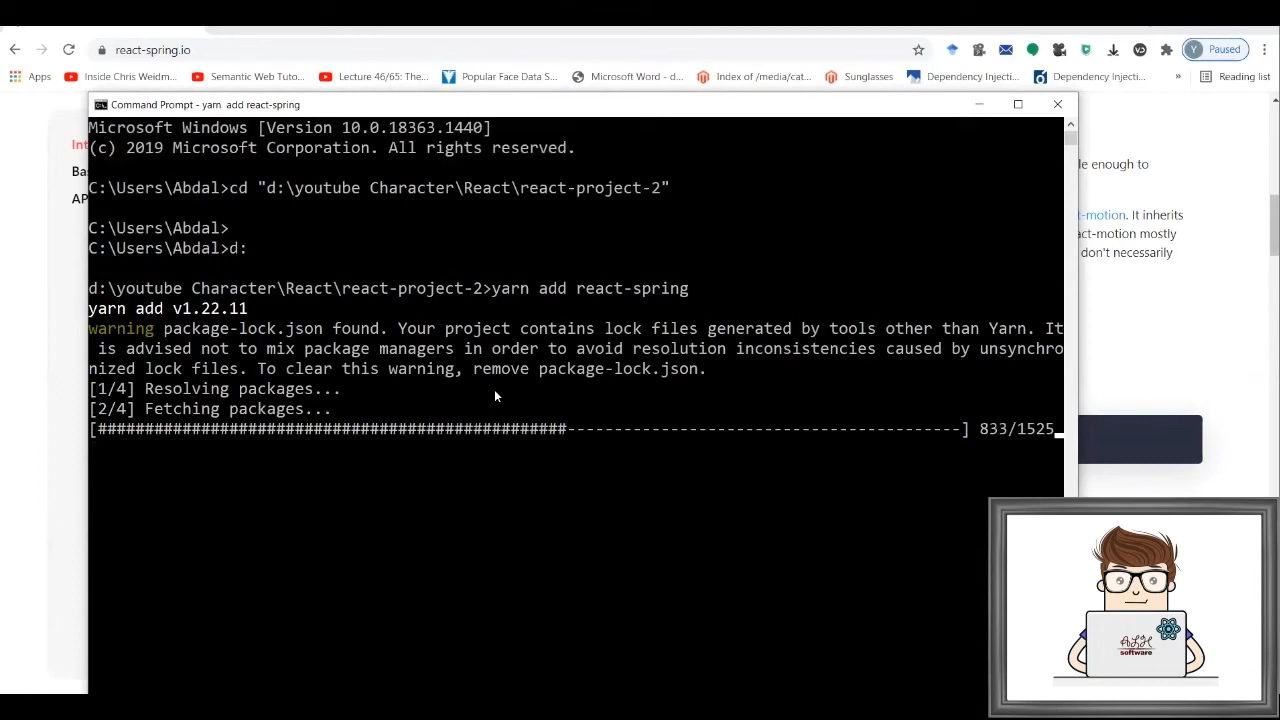 react-spring.io
Y Paused
Apps Inside Chris Weidm... Semantic Web Tuto... Lecture 46/65: The... Popular Face Data S... Microsoft Word - d... Index of /media/cat... Sunglasses Dependency Injecti... Dependency Injecti... » Reading list
Command Prompt - yarn add react-spring
Microsoft Windows [Version 10.0.18363.1440]
(c) 2019 Microsoft Corporation. All rights reserved.
C:\Users\Abdal>cd "d:\youtube Character\React\react-project-2"
C:\Users\Abdal>
C:\Users\Abdal>d:
d:\youtube Character\React\react-project-2>yarn add react-spring
yarn add v1.22.11
warning package-lock.json found. Your project contains lock files generated by tools other than Yarn. It
is advised not to mix package managers in order to avoid resolution inconsistencies caused by unsynchro
nized lock files. To clear this warning, remove package-lock.json.
[1/4] Resolving packages...
[2/4] Fetching packages...
[##################################################------------------------------------------] 833/1525
Int
Bas
AP
le enough to
t-motion. It inherits
act-motion mostly
don't necessarily
ALH
software